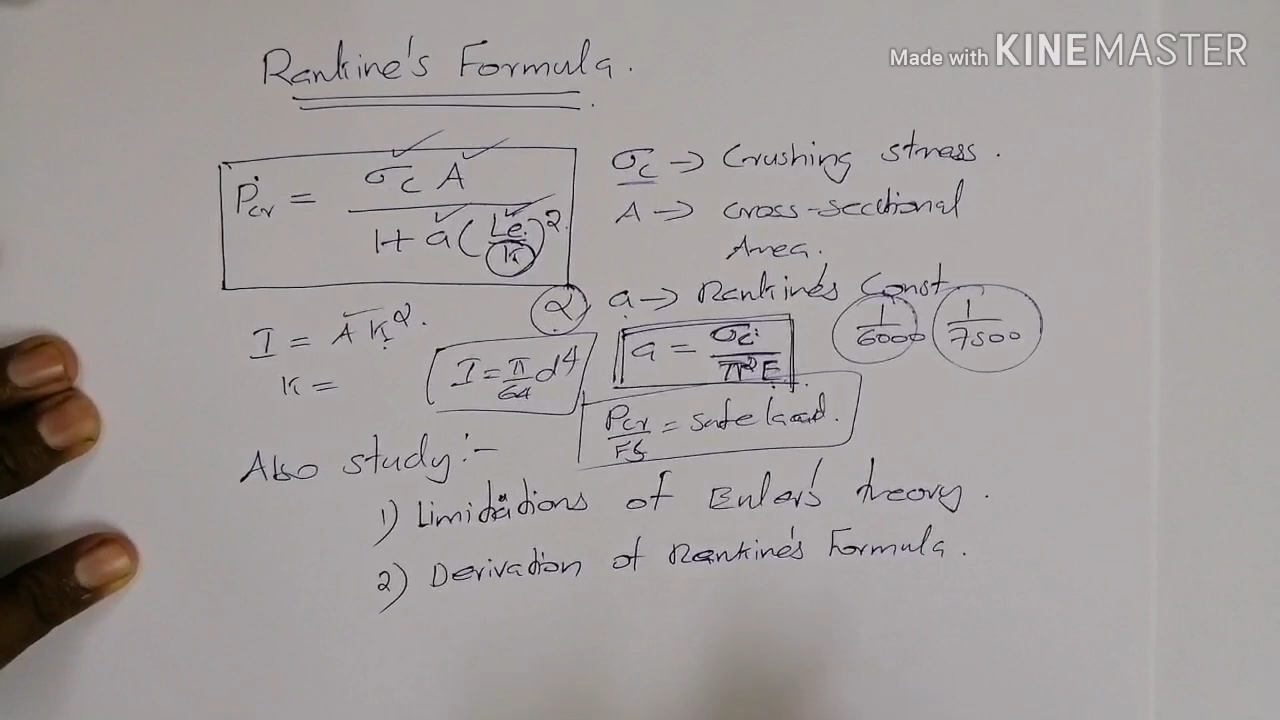 Made with KINEMASTER
Rankine's Formula.
Pcr = σc A / 1 + a (Le/K)²
σc → Crushing stress.
A → Cross-sectional
Area.
α a → Rankine's Const
1/6000 1/7500
I = AK².
K =
I = π/64 d⁴
a = σc / π²E
Pcr/FS = Safe Load.
Also study:-
1) Limitations of Euler's theory.
2) Derivation of Rankine's Formula.